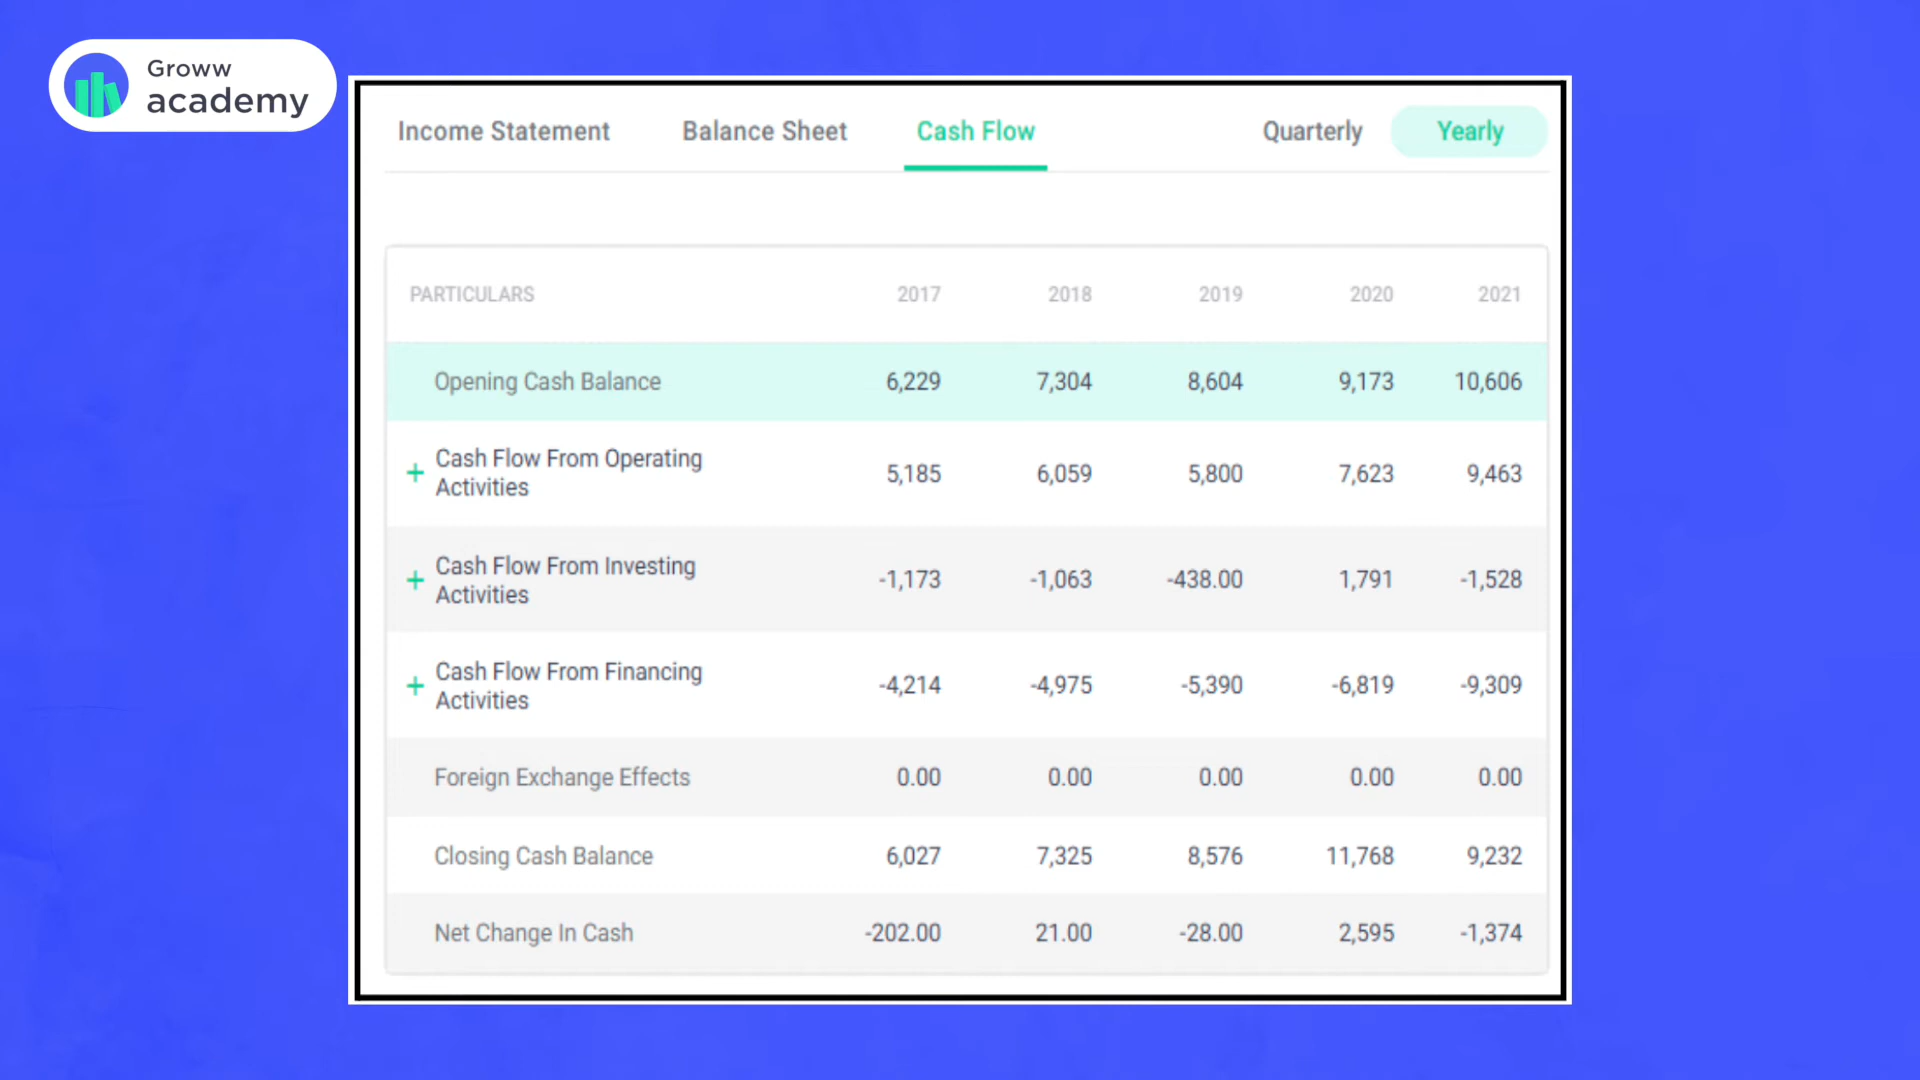 Groww
academy
Income Statement Balance Sheet Cash Flow Quarterly Yearly
PARTICULARS 2017 2018 2019 2020 2021
Opening Cash Balance 6,229 7,304 8,604 9,173 10,606
+ Cash Flow From Operating
Activities 5,185 6,059 5,800 7,623 9,463
+ Cash Flow From Investing
Activities -1,173 -1,063 -438.00 1,791 -1,528
+ Cash Flow From Financing
Activities -4,214 -4,975 -5,390 -6,819 -9,309
Foreign Exchange Effects 0.00 0.00 0.00 0.00 0.00
Closing Cash Balance 6,027 7,325 8,576 11,768 9,232
Net Change In Cash -202.00 21.00 -28.00 2,595 -1,374